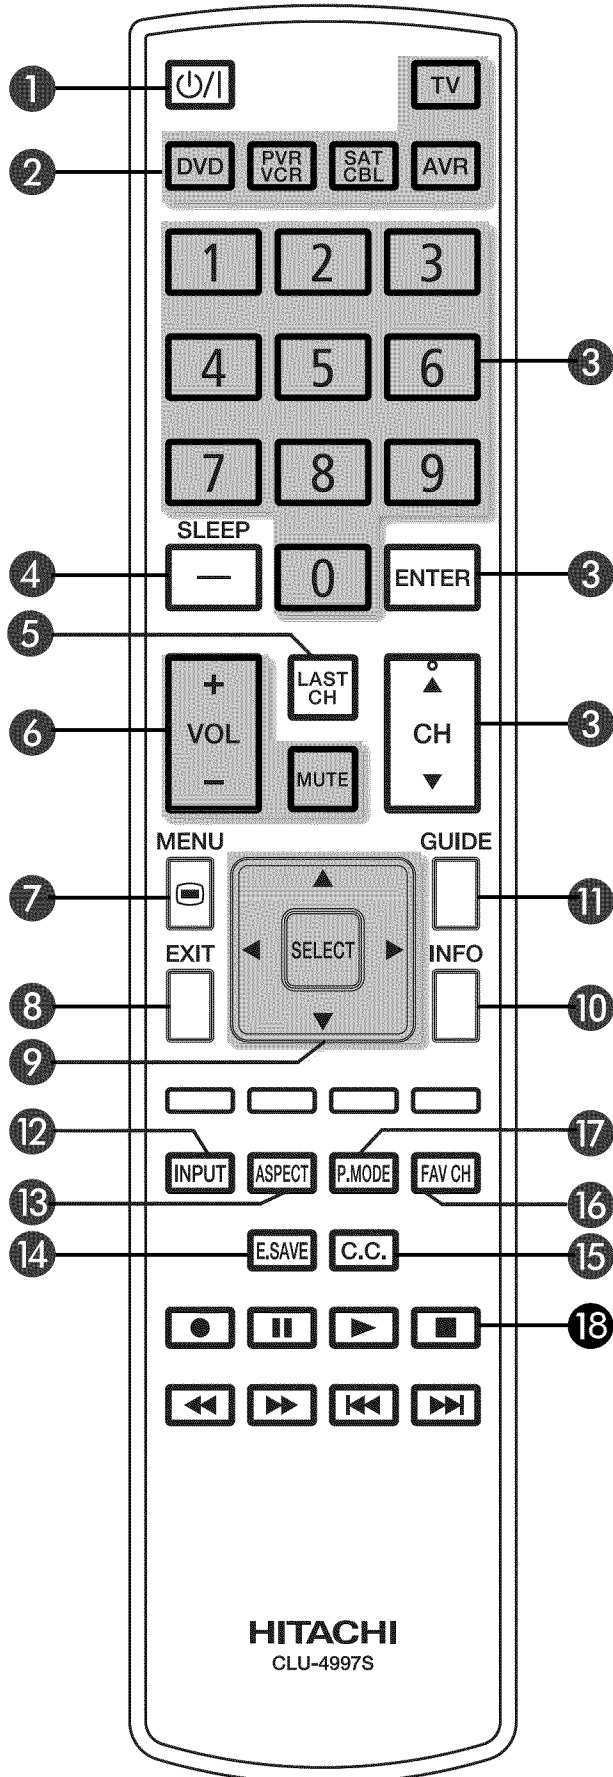 1 ⏻/| TV
2 DVD PVR VCR SAT CBL AVR
1 2 3
4 5 6 3
7 8 9
SLEEP
4 — 0 ENTER 3
5 LAST CH
6 + VOL − CH 3
MUTE
MENU GUIDE
7 11
EXIT SELECT INFO
8 10
9
12 17
INPUT ASPECT P.MODE FAV CH
13 16
14 E.SAVE C.C. 15
18
HITACHI
CLU-4997S